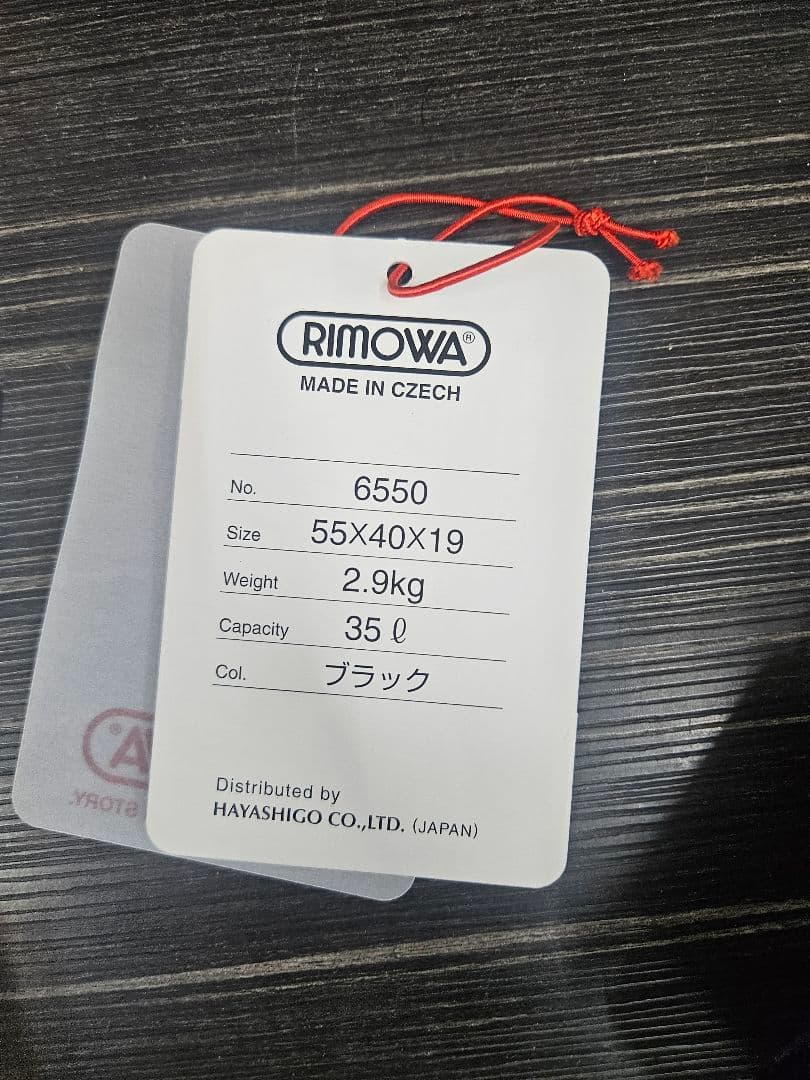 RIMOWA®
MADE IN CZECH
No. 6550
Size 55X40X19
Weight 2.9kg
Capacity 35 ℓ
Col. ブラック
Distributed by
HAYASHIGO CO.,LTD. (JAPAN)
A®
STORY.